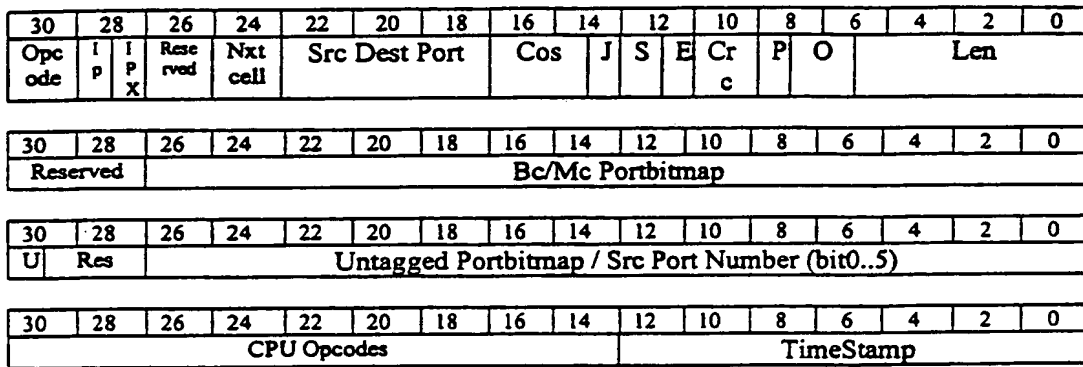 30 28 26 24 22 20 18 16 14 12 10 8 6 4 2 0
Opc ode I p I P X Rese rved Nxt cell Src Dest Port Cos J S E Cr c P O Len
30 28 26 24 22 20 18 16 14 12 10 8 6 4 2 0
Reserved Bc/Mc Portbitmap
30 28 26 24 22 20 18 16 14 12 10 8 6 4 2 0
U Res Untagged Portbitmap / Src Port Number (bit0..5)
30 28 26 24 22 20 18 16 14 12 10 8 6 4 2 0
CPU Opcodes TimeStamp